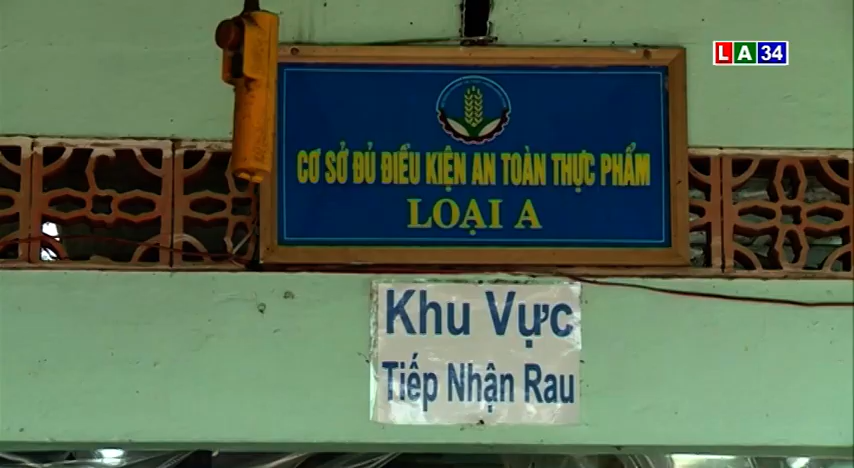 LA34
CƠ SỞ ĐỦ ĐIỀU KIỆN AN TOÀN THỰC PHẨM
LOẠI A
Khu Vực
Tiếp Nhận Rau